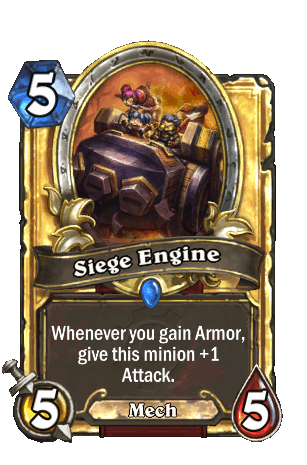 5
Siege Engine
Whenever you gain Armor,
give this minion +1
Attack.
5
Mech
5